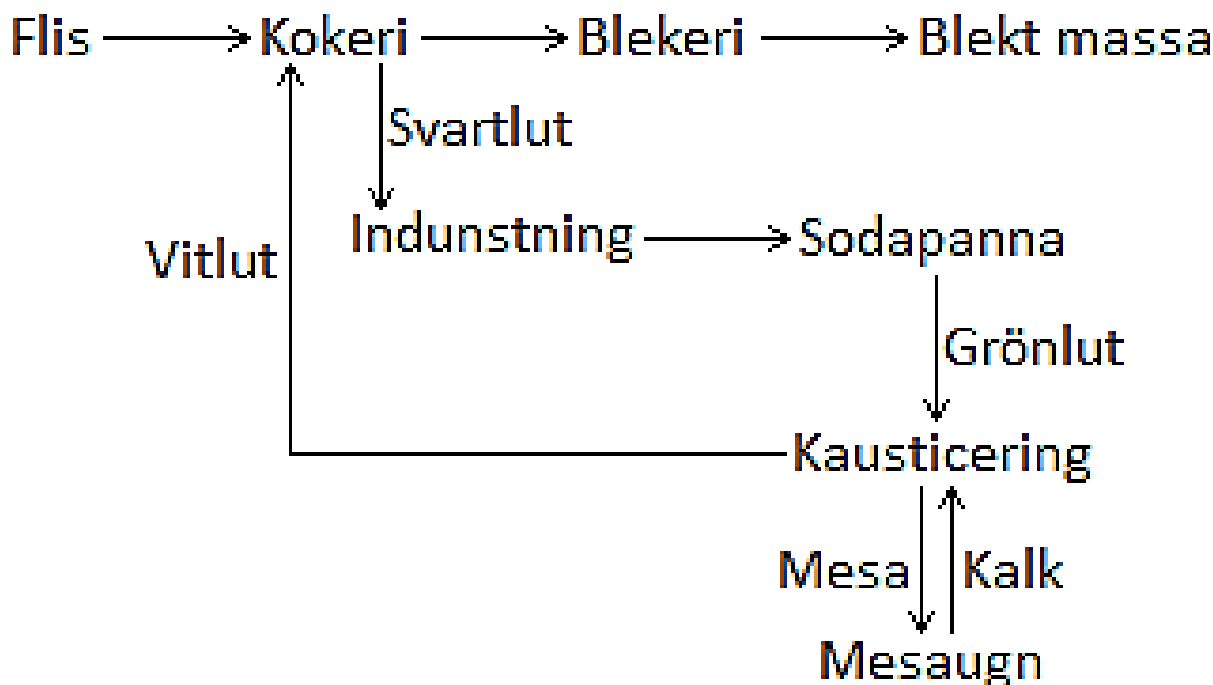 Flis Kokeri Blekeri Blekt massa
Svartlut
Indunstning Sodapanna
Vitlut
Grönlut
Kausticering
Mesa Kalk
Mesaugn